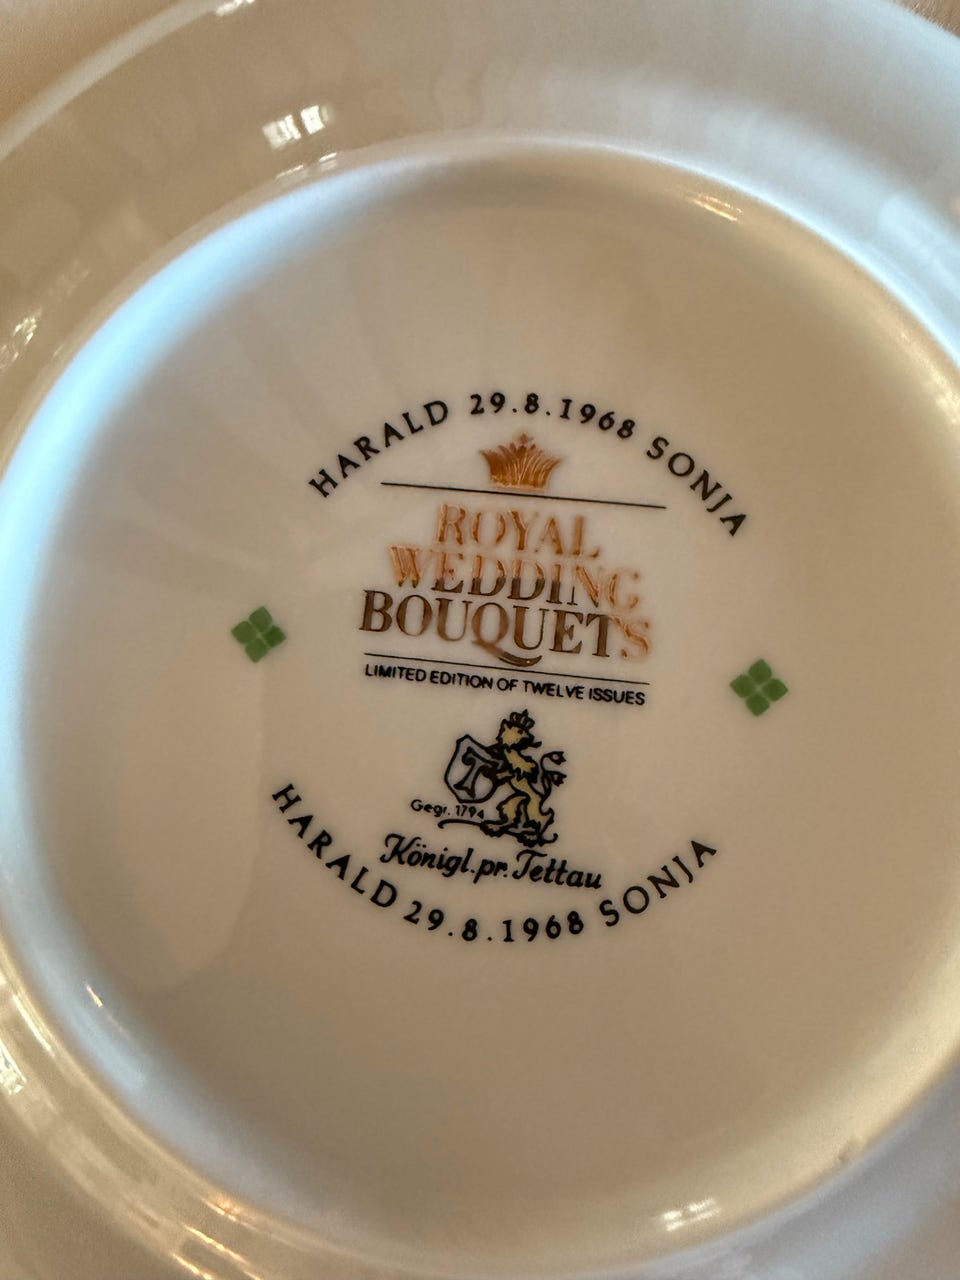 HARALD 29.8.1968 SONJA
ROYAL
WEDDING
BOUQUETS
LIMITED EDITION OF TWELVE ISSUES
T
Gegr. 1794
Königl.pr.Tettau
HARALD 29.8.1968 SONJA